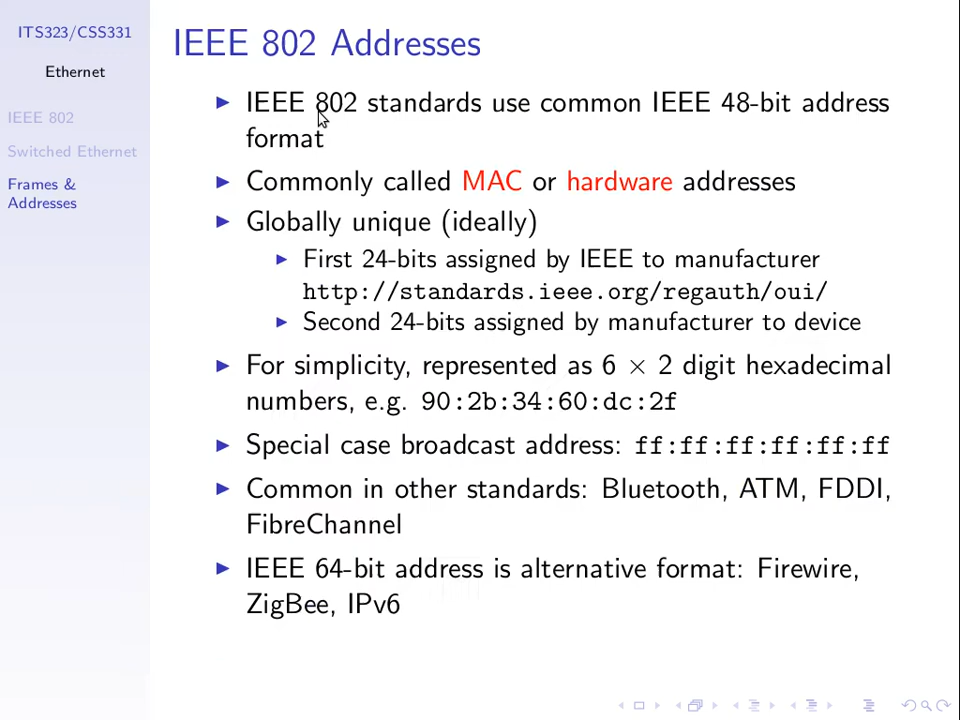 ITS323/CSS331
Ethernet
IEEE 802
Switched Ethernet
Frames &
Addresses
IEEE 802 Addresses
IEEE 802 standards use common IEEE 48-bit address
format
Commonly called MAC or hardware addresses
Globally unique (ideally)
First 24-bits assigned by IEEE to manufacturer
http://standards.ieee.org/regauth/oui/
Second 24-bits assigned by manufacturer to device
For simplicity, represented as 6 × 2 digit hexadecimal
numbers, e.g. 90:2b:34:60:dc:2f
Special case broadcast address: ff:ff:ff:ff:ff:ff
Common in other standards: Bluetooth, ATM, FDDI,
FibreChannel
IEEE 64-bit address is alternative format: Firewire,
ZigBee, IPv6